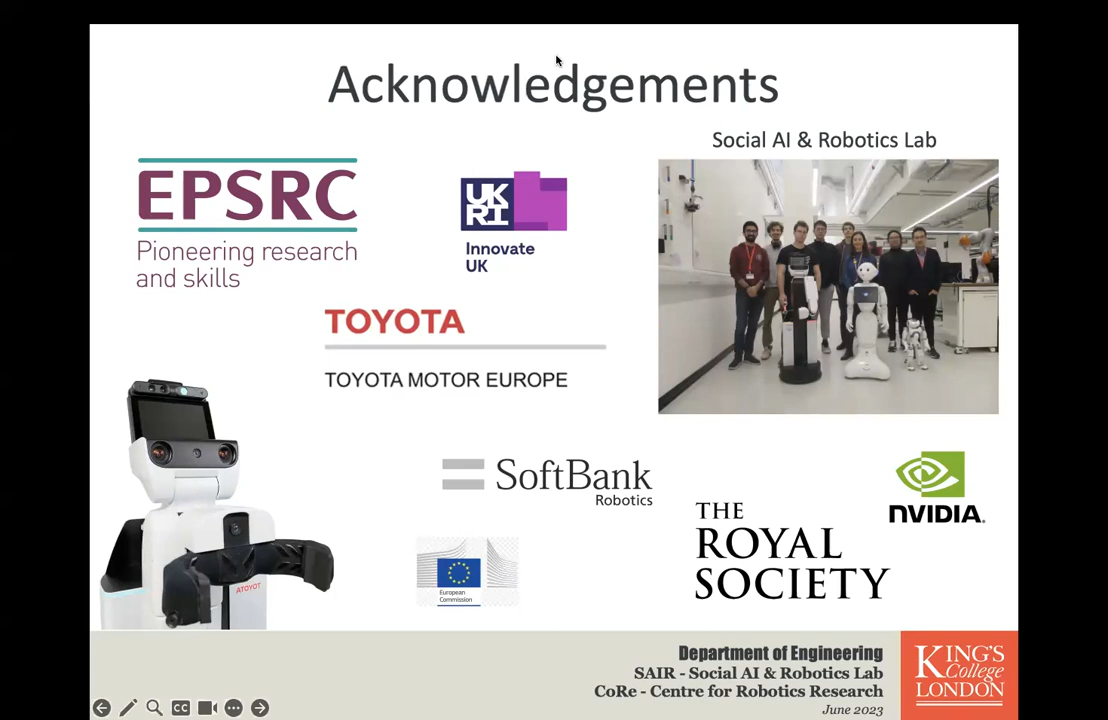 Acknowledgements
Social AI & Robotics Lab
EPSRC
Pioneering research
and skills
UK
RI
Innovate
UK
TOYOTA
TOYOTA MOTOR EUROPE
SoftBank
Robotics
THE
ROYAL
SOCIETY
NVIDIA.
European
Commission
TOYOTA
Department of Engineering
SAIR - Social AI & Robotics Lab
CoRe - Centre for Robotics Research
June 2023
KING'S
College
LONDON
CC